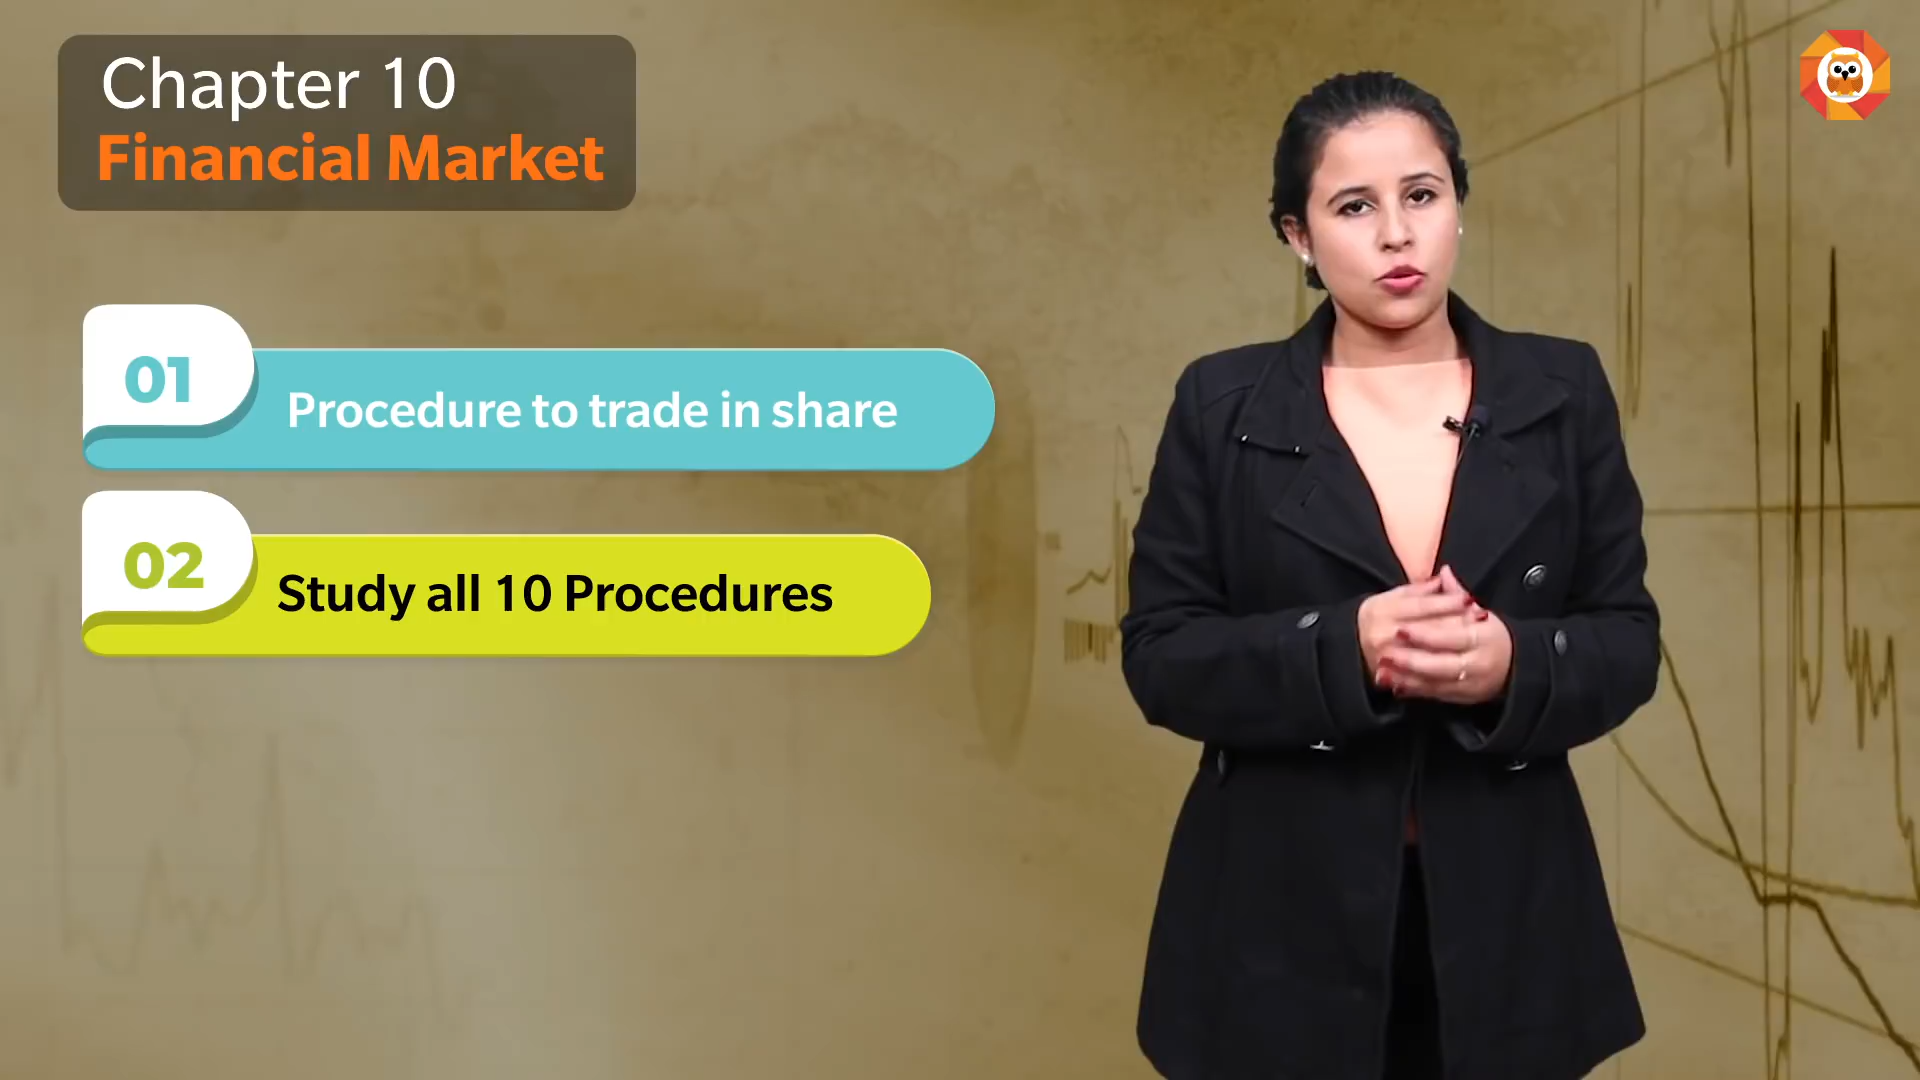 Chapter 10
Financial Market
01
Procedure to trade in share
02
Study all 10 Procedures